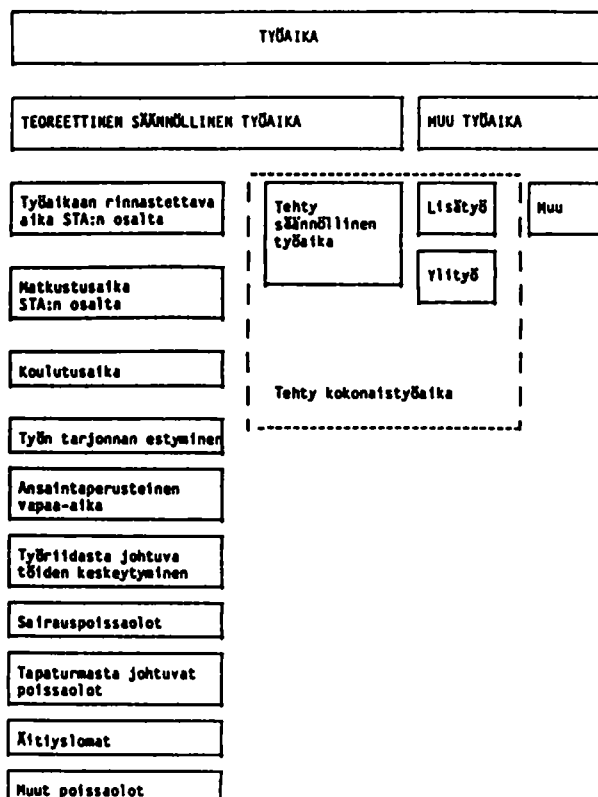 TYÖAIKA
TEOREETTINEN SÄÄNNÖLLINEN TYÖAIKA
MUU TYÖAIKA
Työaikaan rinnastettava
aika STA:n osalta
Tehty
säännöllinen
työaika
Lisätyö
Muu
Ylityö
Matkustusaika
STA:n osalta
Koulutusaika
Tehty kokonaistyöaika
Työn tarjonnan estyminen
Ansaintaperusteinen
vapaa-aika
Työriidasta johtuva
töiden keskeytyminen
Sairauspoissaolot
Tapaturmasta johtuvat
poissaolot
Äitiyslomat
Muut poissaolot